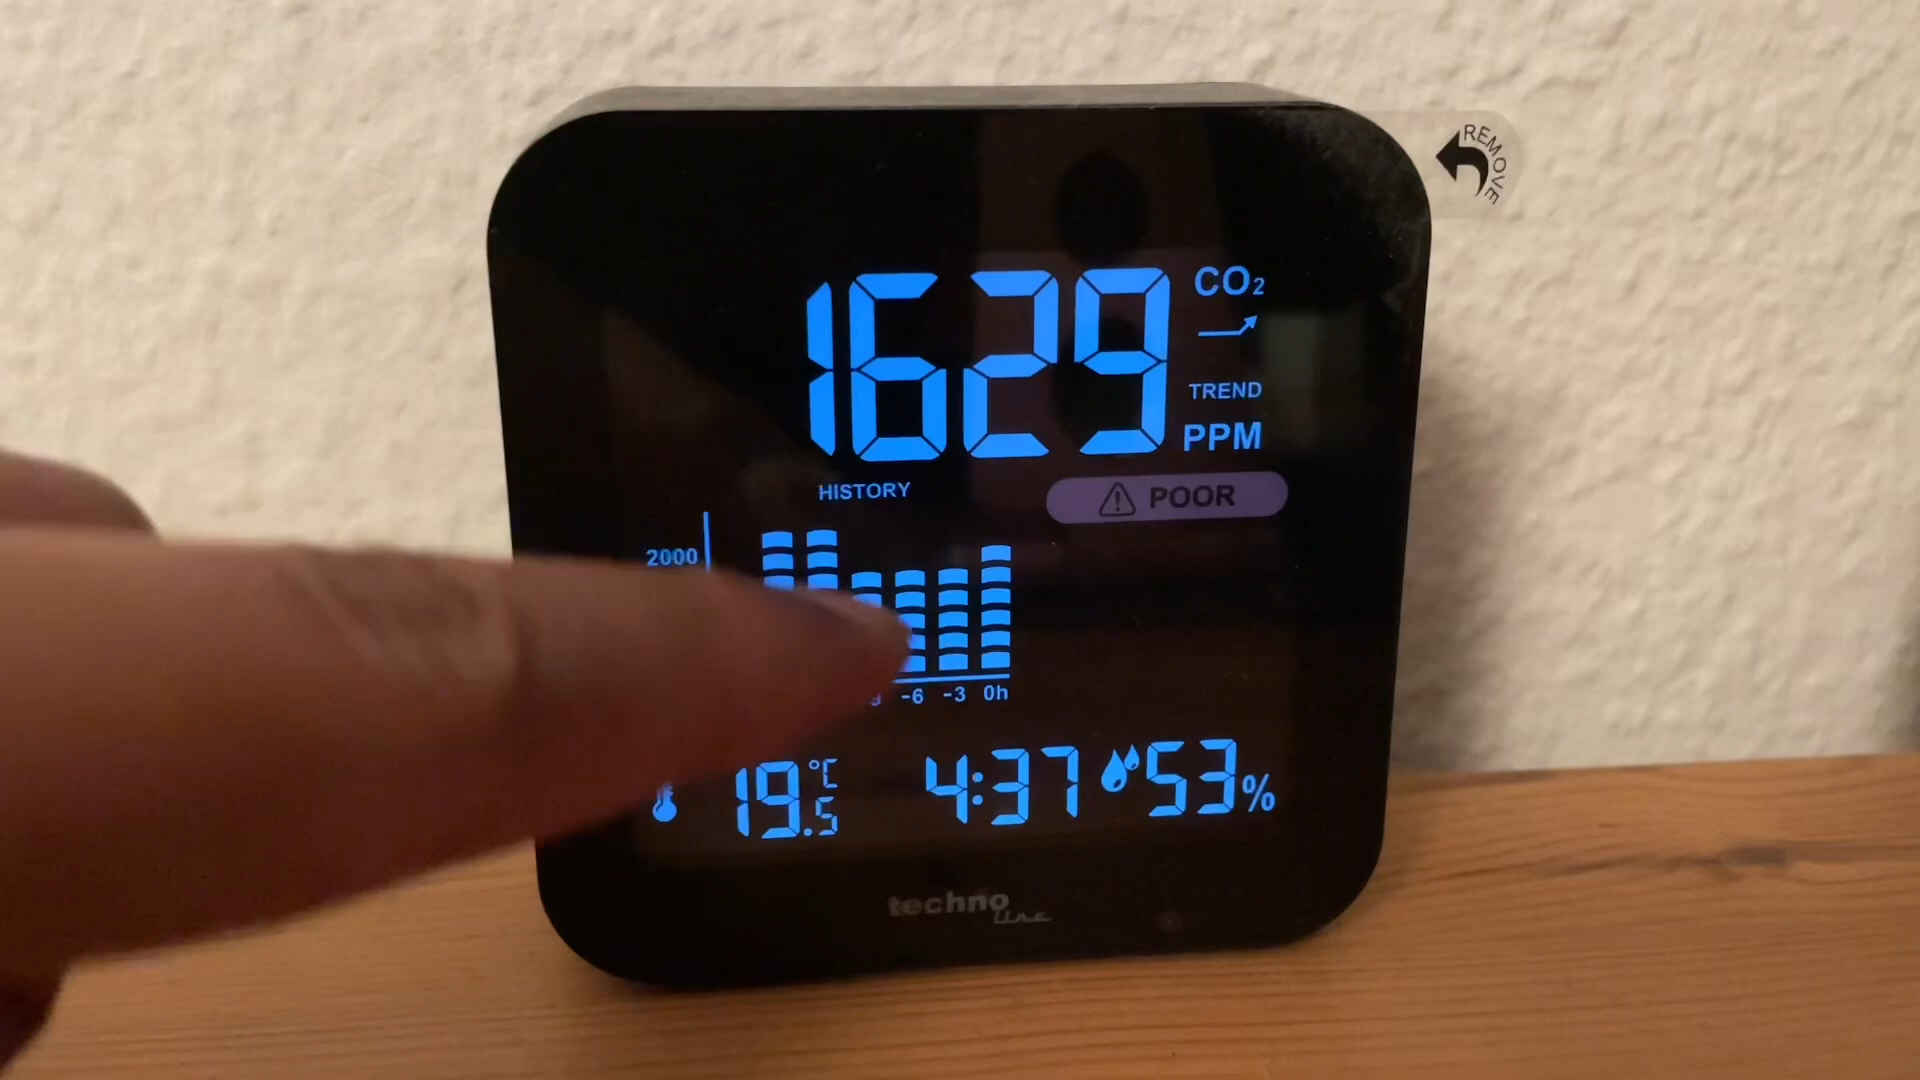 REMOVE
1629 CO₂
TREND
PPM
HISTORY
POOR
2000
-6 -3 0h
19.5 °C 4:37 53%
techno line